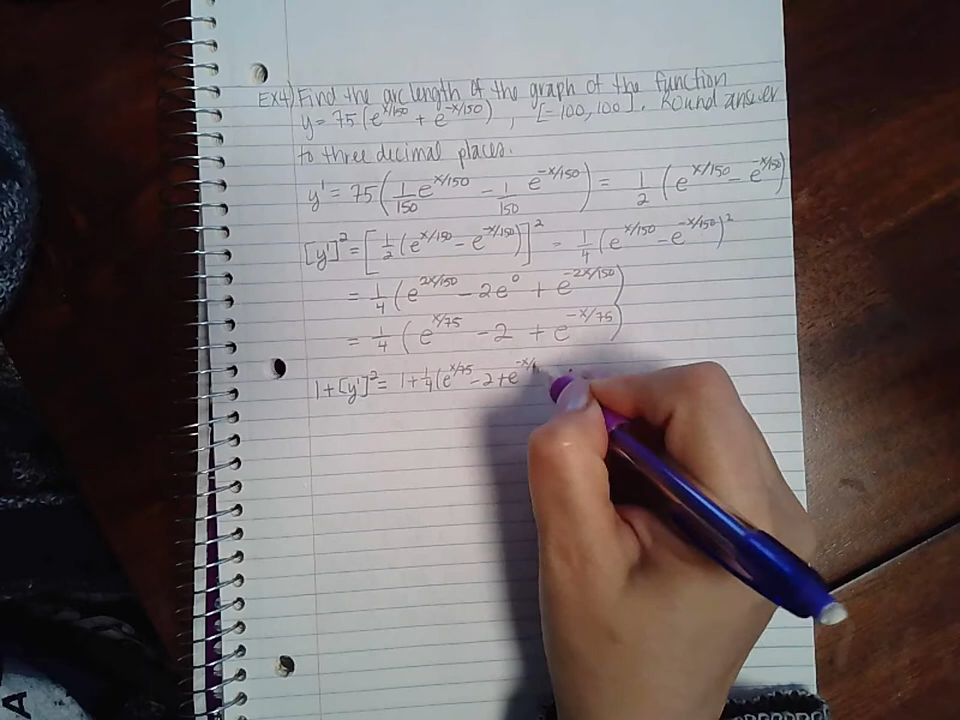 EX4) Find the arc length of the graph of the function
y = 75(e^(x/150) + e^(-x/150)), [-100, 100]. Round answer
to three decimal places.
y' = 75(1/150 e^(x/150) - 1/150 e^(-x/150)) = 1/2 (e^(x/150) - e^(-x/150))
[y']² = [1/2 (e^(x/150) - e^(-x/150))]² = 1/4 (e^(x/150) - e^(-x/150))²
= 1/4 (e^(2x/150) - 2e⁰ + e^(-2x/150))
= 1/4 (e^(x/75) - 2 + e^(-x/75))
1 + [y']² = 1 + 1/4 (e^(x/75) - 2 + e^(-x/
A